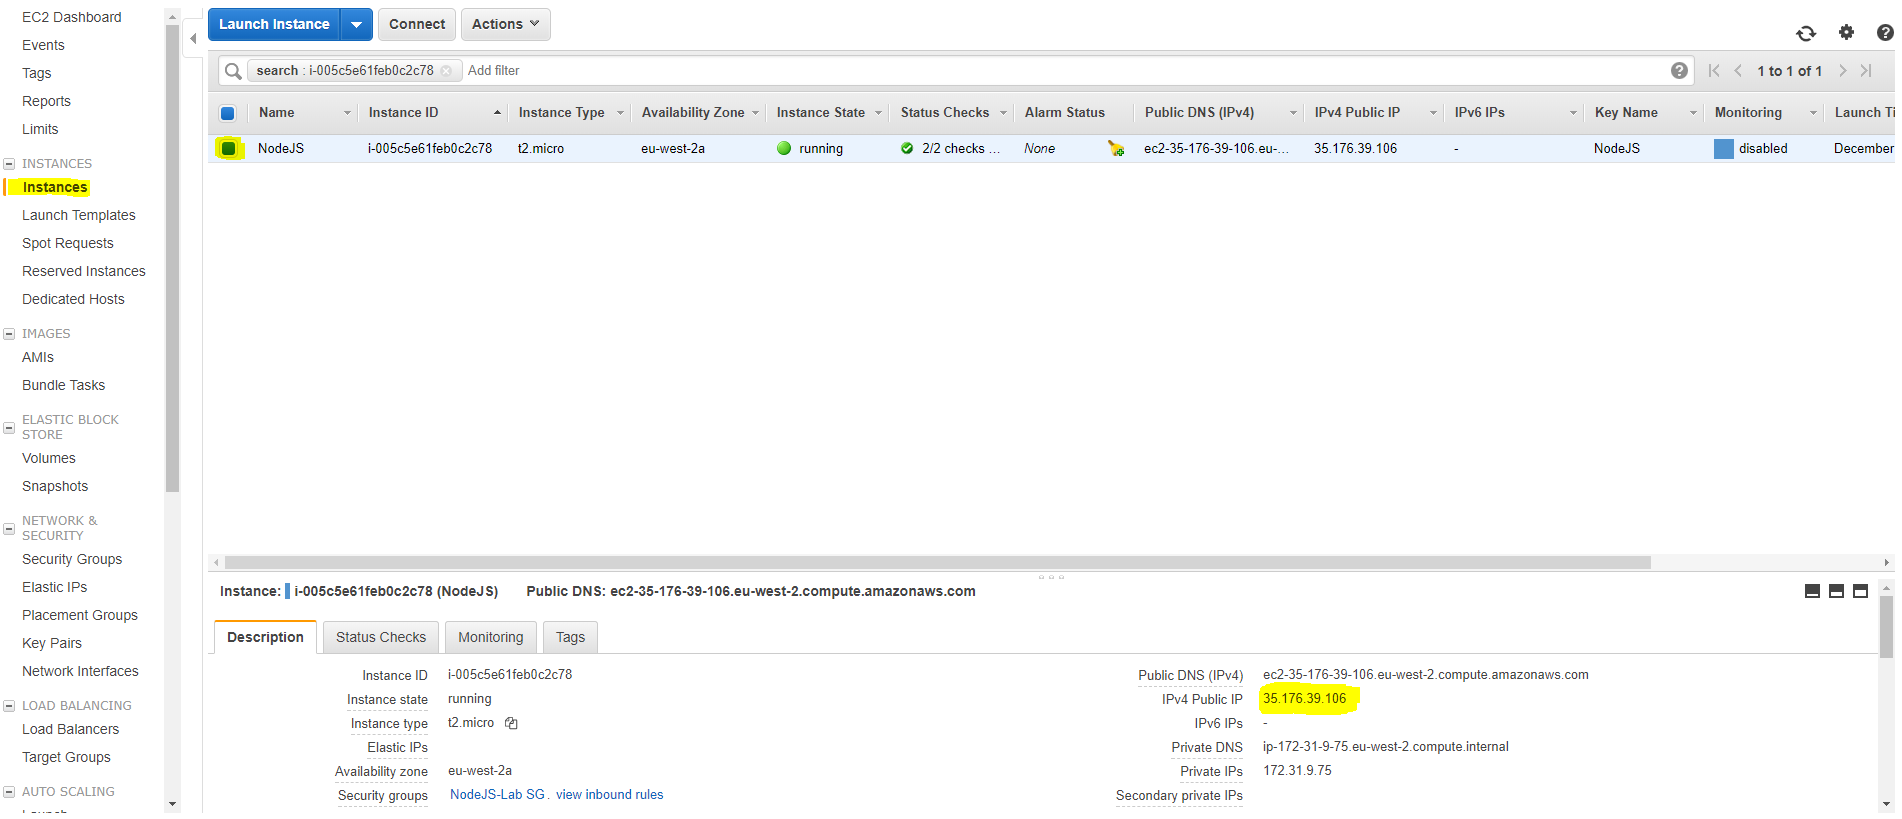 EC2 Dashboard
Events
Tags
Reports
Limits
INSTANCES
Instances
Launch Templates
Spot Requests
Reserved Instances
Dedicated Hosts
IMAGES
AMIs
Bundle Tasks
ELASTIC BLOCK
STORE
Volumes
Snapshots
NETWORK &
SECURITY
Security Groups
Elastic IPs
Placement Groups
Key Pairs
Network Interfaces
LOAD BALANCING
Load Balancers
Target Groups
AUTO SCALING
Launch Instance Connect Actions
search : i-005c5e61feb0c2c78 Add filter 1 to 1 of 1
Name Instance ID Instance Type Availability Zone Instance State Status Checks Alarm Status Public DNS (IPv4) IPv4 Public IP IPv6 IPs Key Name Monitoring Launch Ti
NodeJS i-005c5e61feb0c2c78 t2.micro eu-west-2a running 2/2 checks ... None ec2-35-176-39-106.eu-... 35.176.39.106 - NodeJS disabled December
Instance: i-005c5e61feb0c2c78 (NodeJS) Public DNS: ec2-35-176-39-106.eu-west-2.compute.amazonaws.com
Description Status Checks Monitoring Tags
Instance ID i-005c5e61feb0c2c78 Public DNS (IPv4) ec2-35-176-39-106.eu-west-2.compute.amazonaws.com
Instance state running IPv4 Public IP 35.176.39.106
Instance type t2.micro IPv6 IPs -
Elastic IPs Private DNS ip-172-31-9-75.eu-west-2.compute.internal
Availability zone eu-west-2a Private IPs 172.31.9.75
Security groups NodeJS-Lab SG. view inbound rules Secondary private IPs